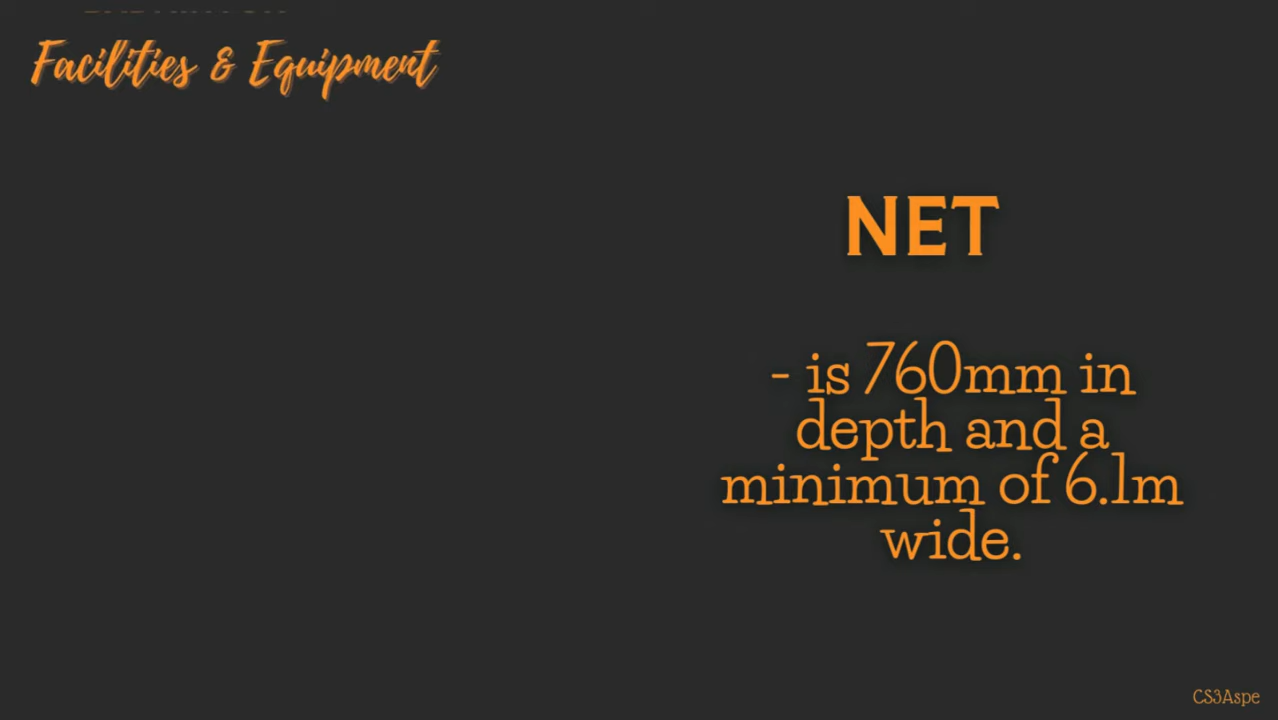 Facilities & Equipment
NET
- is 760mm in
depth and a
minimum of 6.1m
wide.
CS3Aspe